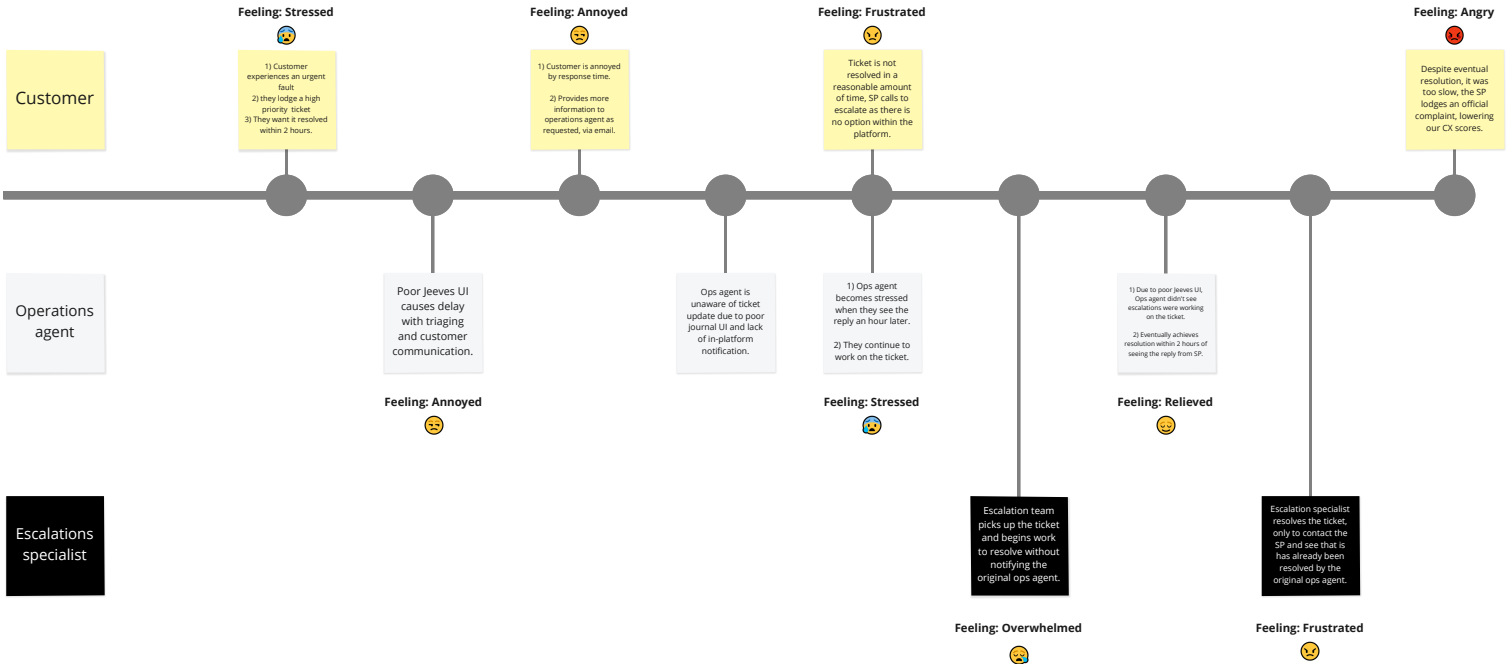 Feeling: Stressed
Feeling: Annoyed
Feeling: Frustrated
Feeling: Angry
Customer
1) Customer
experiences an urgent
fault
2) they lodge a high
priority ticket
3) They want it resolved
within 2 hours.
1) Customer is annoyed
by response time.
2) Provides more
information to
operations agent as
requested, via email.
Ticket is not
resolved in a
reasonable amount
of time, SP calls to
escalate as there is
no option within the
platform.
Despite eventual
resolution, it was
too slow, the SP
lodges an official
complaint, lowering
our CX scores.
Operations
agent
Poor Jeeves UI
causes delay
with triaging
and customer
communication.
Ops agent is
unaware of ticket
update due to poor
journal UI and lack
of in-platform
notification.
1) Ops agent
becomes stressed
when they see the
reply an hour later.
2) They continue to
work on the ticket.
1) Due to poor Jeeves UI,
Ops agent didn't see
escalations were working
on the ticket.
2) Eventually achieves
resolution within 2 hours of
seeing the reply from SP.
Feeling: Annoyed
Feeling: Stressed
Feeling: Relieved
Escalations
specialist
Escalation team
picks up the ticket
and begins work
to resolve without
notifying the
original ops agent.
Escalation specialist
resolves the ticket,
only to contact the
SP and see that is
has already been
resolved by the
original ops agent.
Feeling: Overwhelmed
Feeling: Frustrated